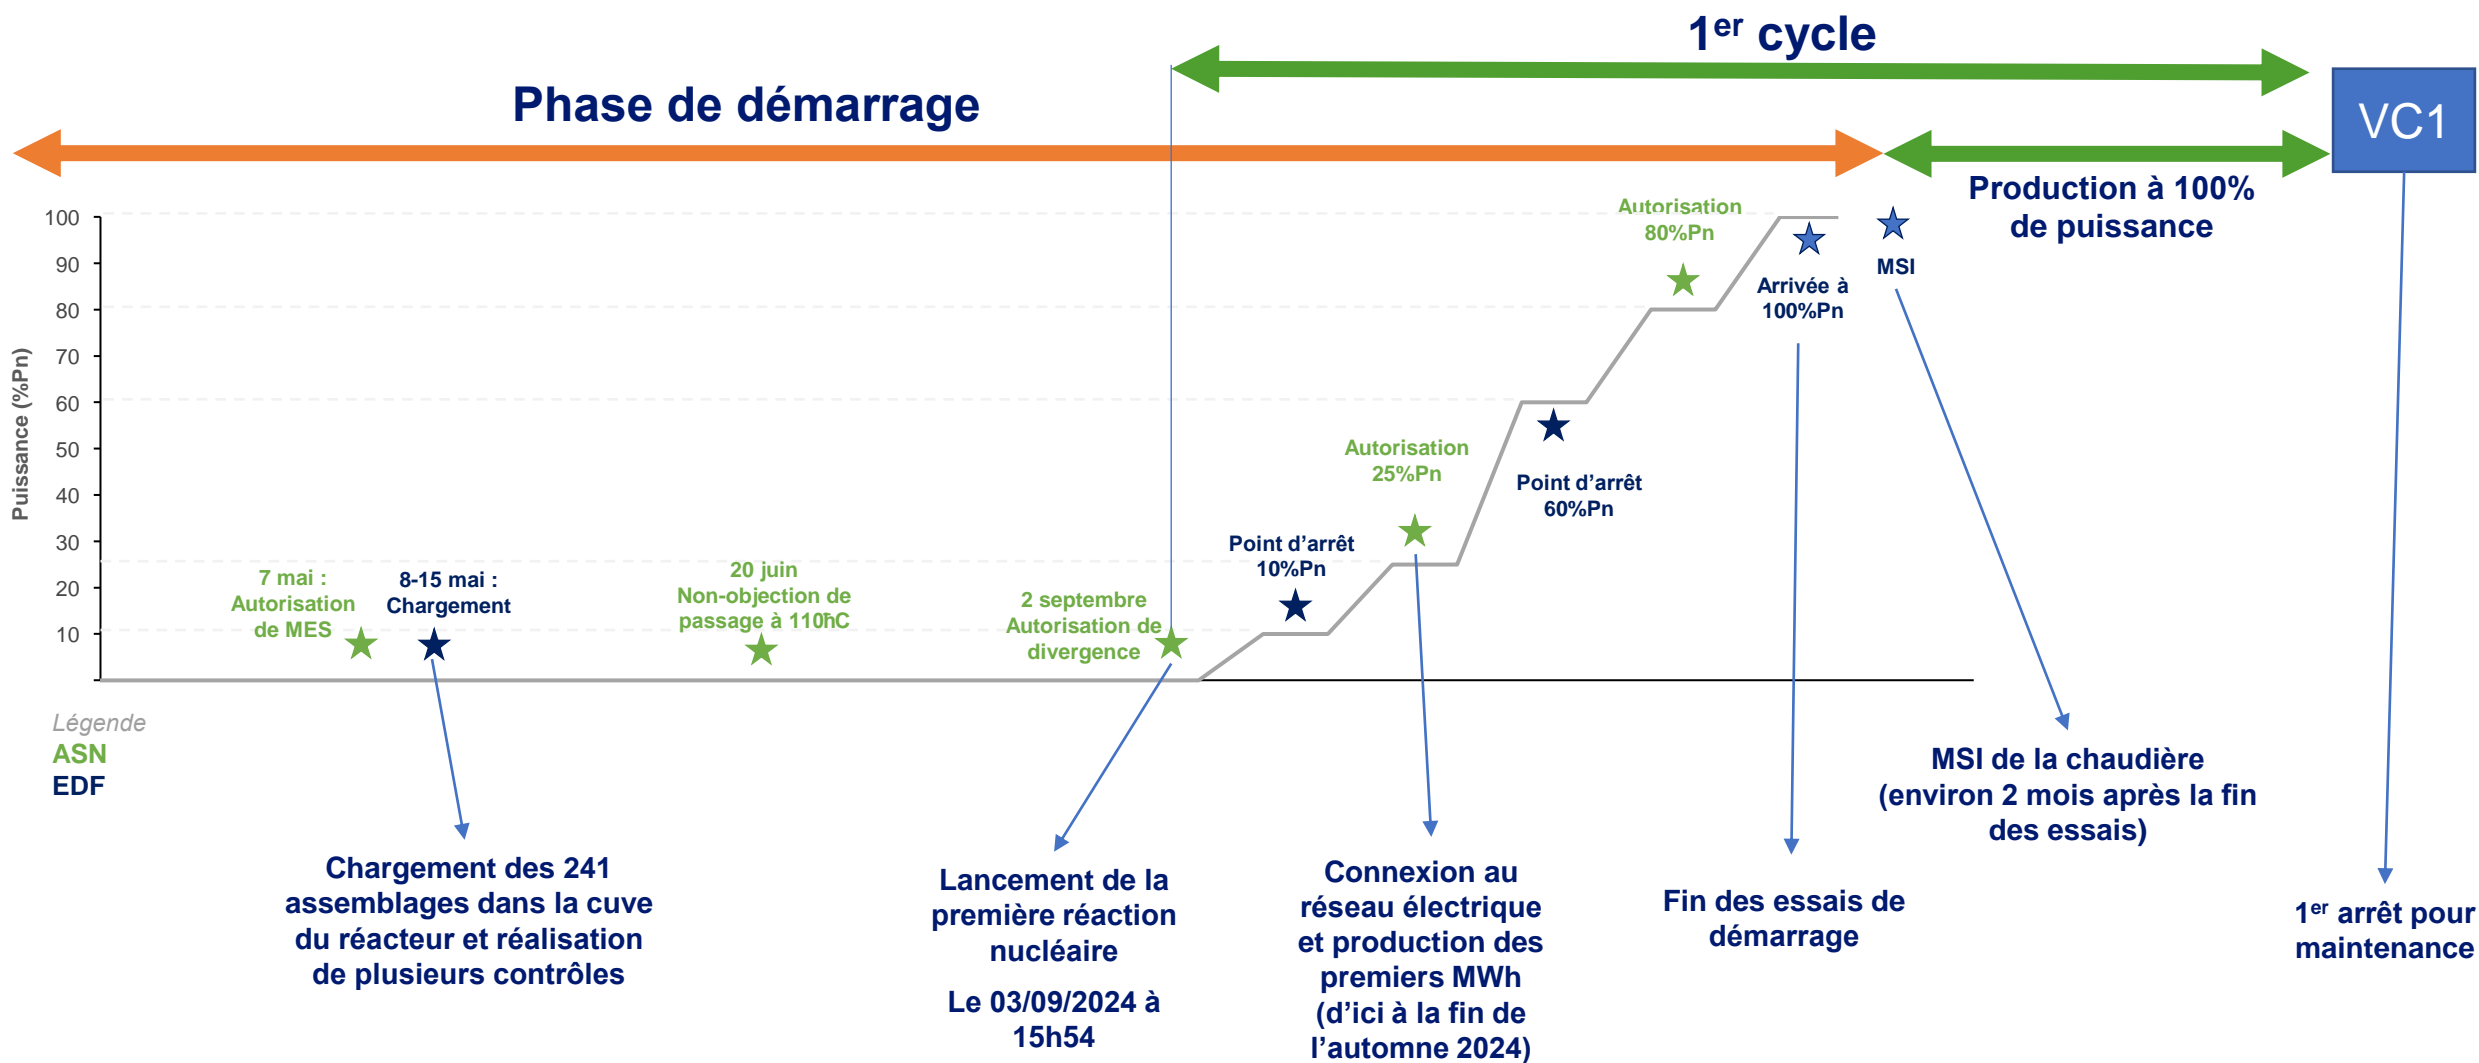 1er cycle
Phase de démarrage
VC1
Production à 100%
de puissance
Puissance (%Pn)
100
90
80
70
60
50
40
30
20
10
7 mai :
Autorisation
de MES
8-15 mai :
Chargement
20 juin
Non-objection de
passage à 110ħC
2 septembre
Autorisation de
divergence
Point d’arrêt
10%Pn
Autorisation
25%Pn
Point d’arrêt
60%Pn
Autorisation
80%Pn
Arrivée à
100%Pn
MSI
Légende
ASN
EDF
Chargement des 241
assemblages dans la cuve
du réacteur et réalisation
de plusieurs contrôles
Lancement de la
première réaction
nucléaire
Le 03/09/2024 à
15h54
Connexion au
réseau électrique
et production des
premiers MWh
(d’ici à la fin de
l’automne 2024)
Fin des essais de
démarrage
MSI de la chaudière
(environ 2 mois après la fin
des essais)
1er arrêt pour
maintenance